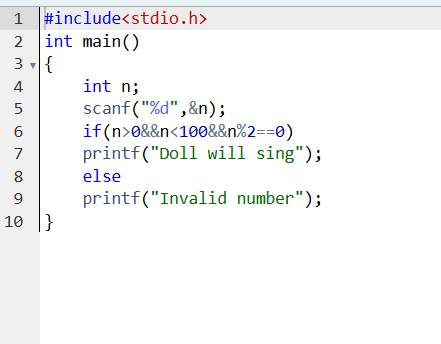 1 #include<stdio.h>
2 int main()
3 {
4 int n;
5 scanf("%d",&n);
6 if(n>0&&n<100&&n%2==0)
7 printf("Doll will sing");
8 else
9 printf("Invalid number");
10 }